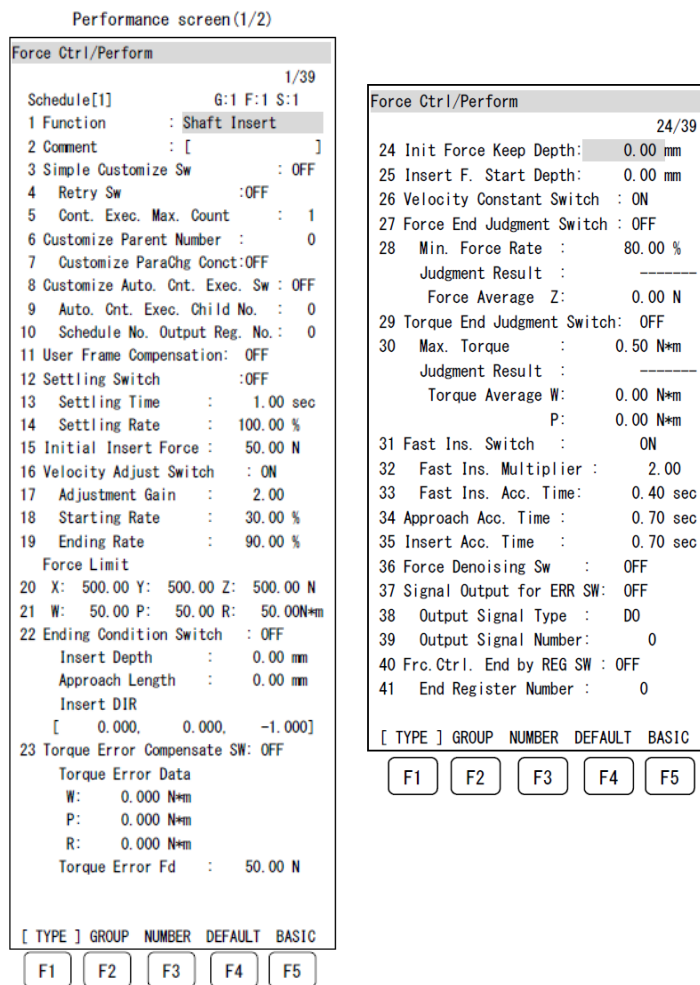 Performance screen(1/2)
Force Ctrl/Perform
1/39
Schedule[1] G:1 F:1 S:1
1 Function : Shaft Insert
2 Comment : [ ]
3 Simple Customize Sw : OFF
4 Retry Sw :OFF
5 Cont. Exec. Max. Count : 1
6 Customize Parent Number : 0
7 Customize ParaChg Conct:OFF
8 Customize Auto. Cnt. Exec. Sw : OFF
9 Auto. Cnt. Exec. Child No. : 0
10 Schedule No. Output Reg. No.: 0
11 User Frame Compensation: OFF
12 Settling Switch :OFF
13 Settling Time : 1.00 sec
14 Settling Rate : 100.00 %
15 Initial Insert Force : 50.00 N
16 Velocity Adjust Switch : ON
17 Adjustment Gain : 2.00
18 Starting Rate : 30.00 %
19 Ending Rate : 90.00 %
Force Limit
20 X: 500.00 Y: 500.00 Z: 500.00 N
21 W: 50.00 P: 50.00 R: 50.00N*m
22 Ending Condition Switch : OFF
Insert Depth : 0.00 mm
Approach Length : 0.00 mm
Insert DIR
[ 0.000, 0.000, -1.000]
23 Torque Error Compensate SW: OFF
Torque Error Data
W: 0.000 N*m
P: 0.000 N*m
R: 0.000 N*m
Torque Error Fd : 50.00 N
[ TYPE ] GROUP NUMBER DEFAULT BASIC
F1 F2 F3 F4 F5
Force Ctrl/Perform
24/39
24 Init Force Keep Depth: 0.00 mm
25 Insert F. Start Depth: 0.00 mm
26 Velocity Constant Switch : ON
27 Force End Judgment Switch : OFF
28 Min. Force Rate : 80.00 %
Judgment Result : -------
Force Average Z: 0.00 N
29 Torque End Judgment Switch: OFF
30 Max. Torque : 0.50 N*m
Judgment Result : -------
Torque Average W: 0.00 N*m
P: 0.00 N*m
31 Fast Ins. Switch : ON
32 Fast Ins. Multiplier : 2.00
33 Fast Ins. Acc. Time: 0.40 sec
34 Approach Acc. Time : 0.70 sec
35 Insert Acc. Time : 0.70 sec
36 Force Denoising Sw : OFF
37 Signal Output for ERR SW: OFF
38 Output Signal Type : DO
39 Output Signal Number: 0
40 Frc.Ctrl. End by REG SW : OFF
41 End Register Number : 0
[ TYPE ] GROUP NUMBER DEFAULT BASIC
F1 F2 F3 F4 F5